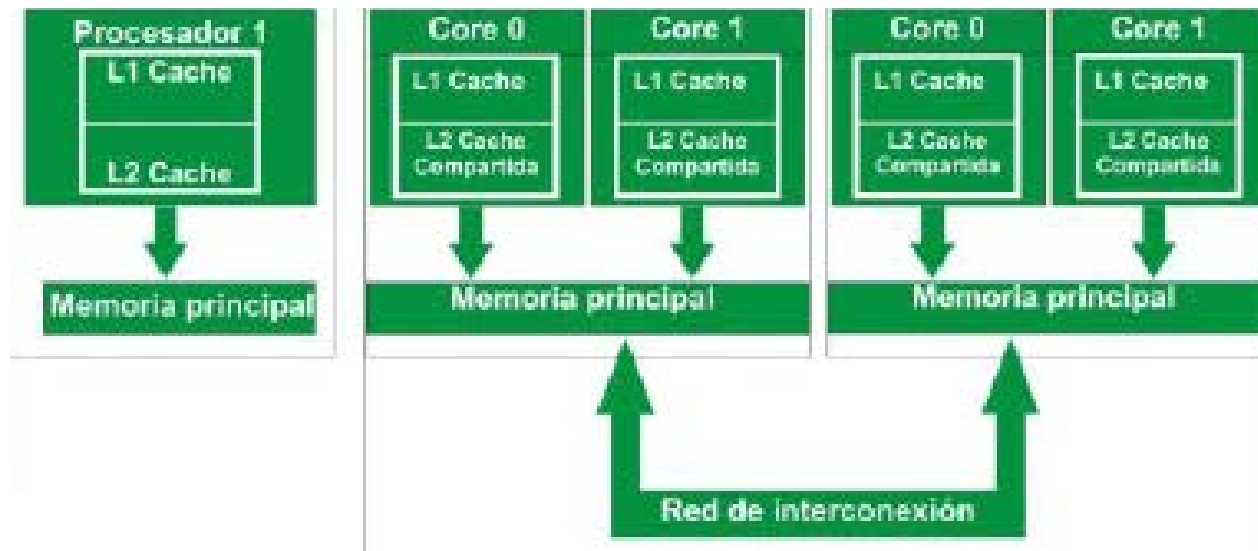 Procesador 1
L1 Cache
L2 Cache
Memoria principal
Core 0
Core 1
L1 Cache
L1 Cache
L2 Cache
Compartida
L2 Cache
Compartida
Memoria principal
Core 0
Core 1
L1 Cache
L1 Cache
L2 Cache
Compartida
L2 Cache
Compartida
Memoria principal
Red de interconexión